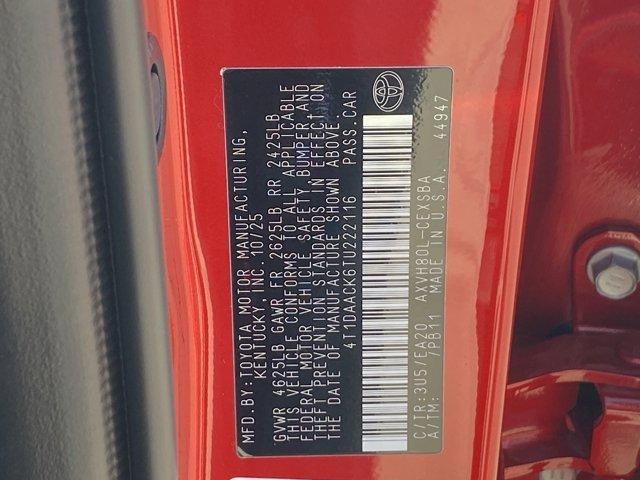 MFD.BY:TOYOTA MOTOR MANUFACTURING,
KENTUCKY, INC. 10/25
GVWR 4625LB GAWR FR 2625LB RR 2425LB
THIS VEHICLE CONFORMS TO ALL APPLICABLE
FEDERAL MOTOR VEHICLE SAFETY BUMPER, AND
THEFT PREVENTION STANDARDS IN EFFECT ON
THE DATE OF MANUFACTURE SHOWN ABOVE.
4T1DAACK6TU222116 PASS.CAR
C/TR:3U5/EA20 AXVH80L-CEXSBA
A/TM: /PB11 MADE IN U.S.A. 44947